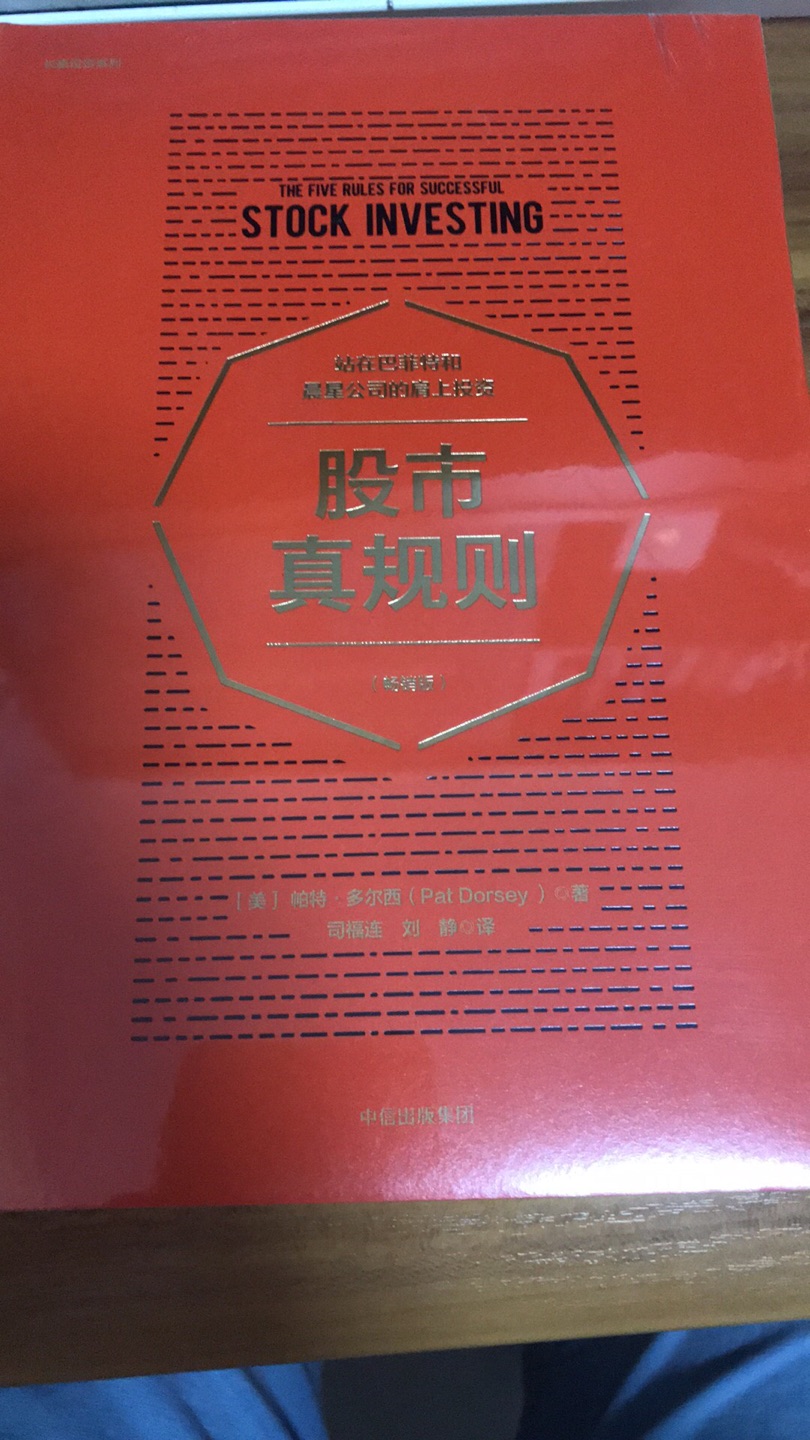 THE FIVE RULES FOR SUCCESSFUL
STOCK INVESTING
站在巴菲特和
晨星公司的肩上投资
股市
真规则
（畅销版）
［美］帕特·多尔西（Pat Dorsey）◎著
司福连 刘 静◎译
中信出版集团